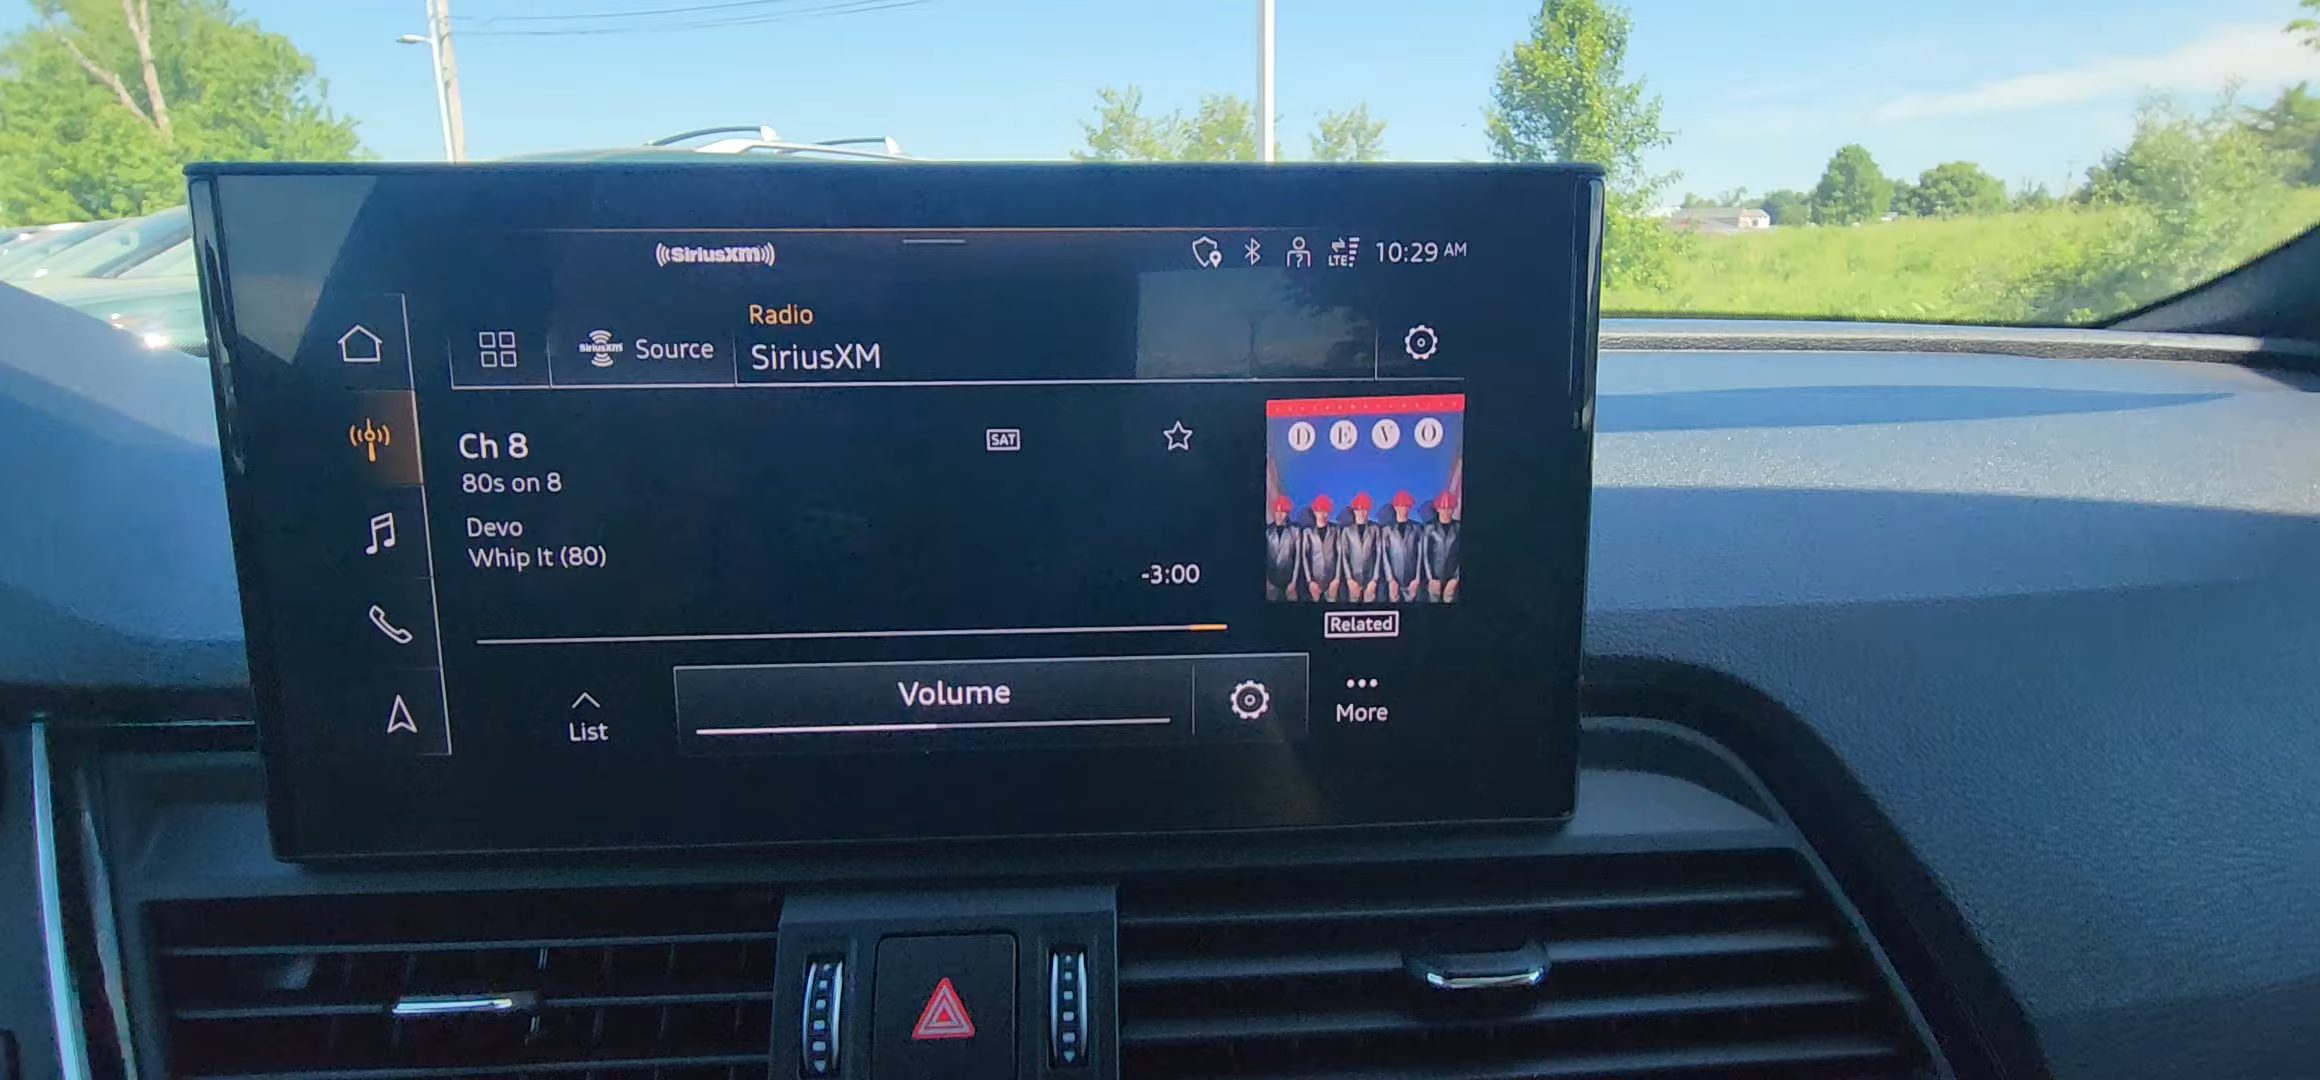 ((SiriusXM))
LTE
10:29 AM
Radio
SiriusXM
Source
SiriusXM
Ch 8
SAT
80s on 8
Devo
Whip It (80)
-3:00
D E V O
Related
Volume
List
More